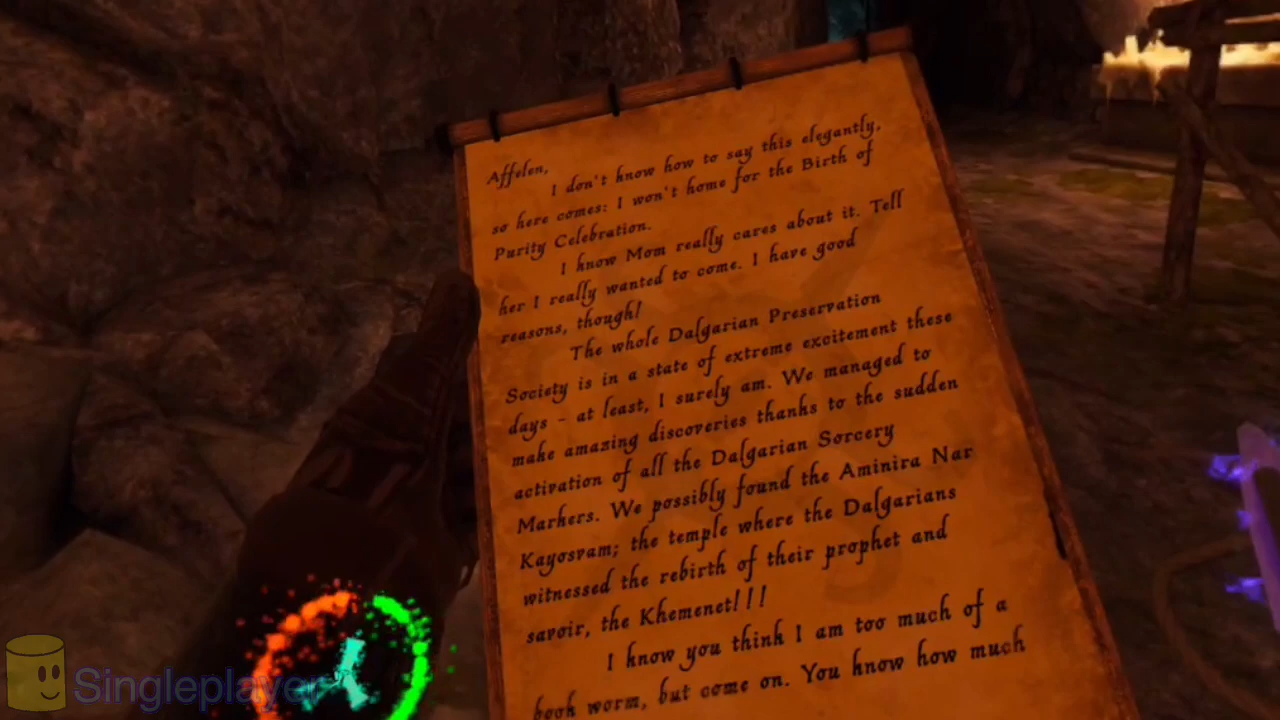 Affelen,
I don't know how to say this elegantly,
so here comes: I won't home for the Birth of
Purity Celebration.
I know Mom really cares about it. Tell
her I really wanted to come. I have good
reasons, though!
The whole Dalgarian Preservation
Society is in a state of extreme excitement these
days - at least, I surely am. We managed to
make amazing discoveries thanks to the sudden
activation of all the Dalgarian Sorcery
Markers. We possibly found the Aminira Nar
Kayosvam; the temple where the Dalgarians
witnessed the rebirth of their prophet and
savoir, the Khemenet!!!
I know you think I am too much of a
book worm, but come on. You know how much
Singleplayer